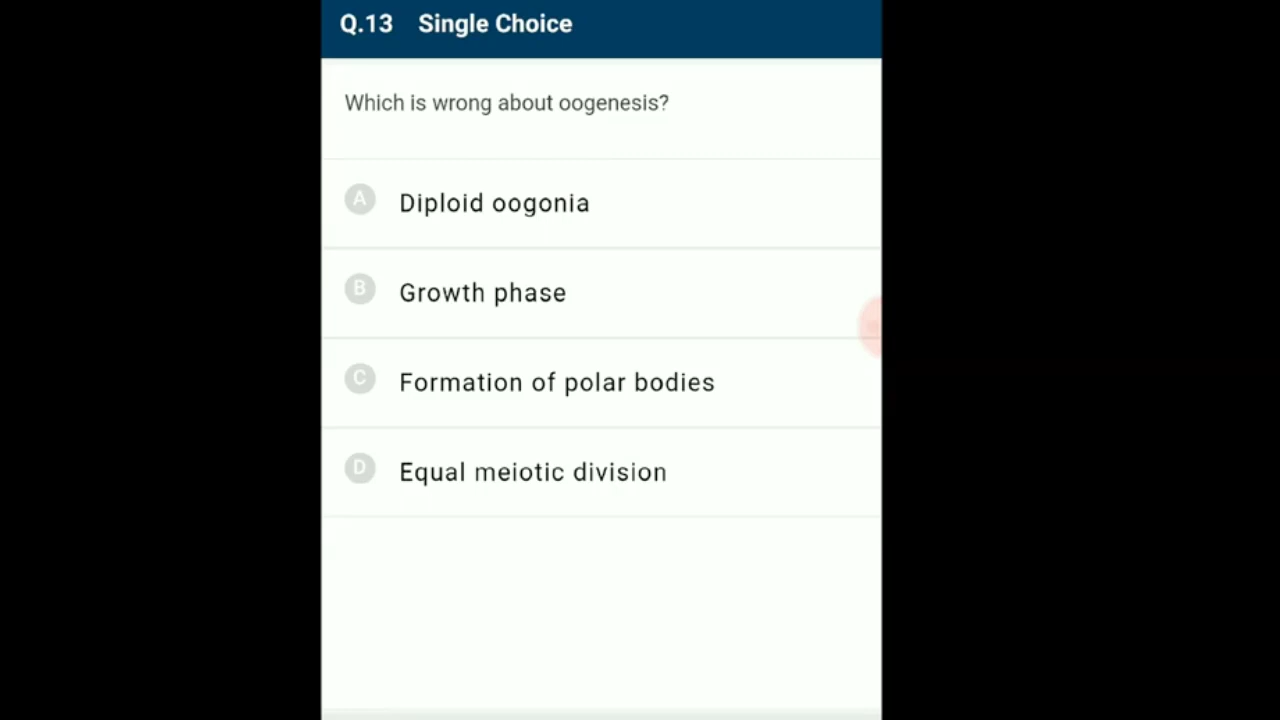 Q.13 Single Choice
Which is wrong about oogenesis?
A Diploid oogonia
B Growth phase
C Formation of polar bodies
D Equal meiotic division